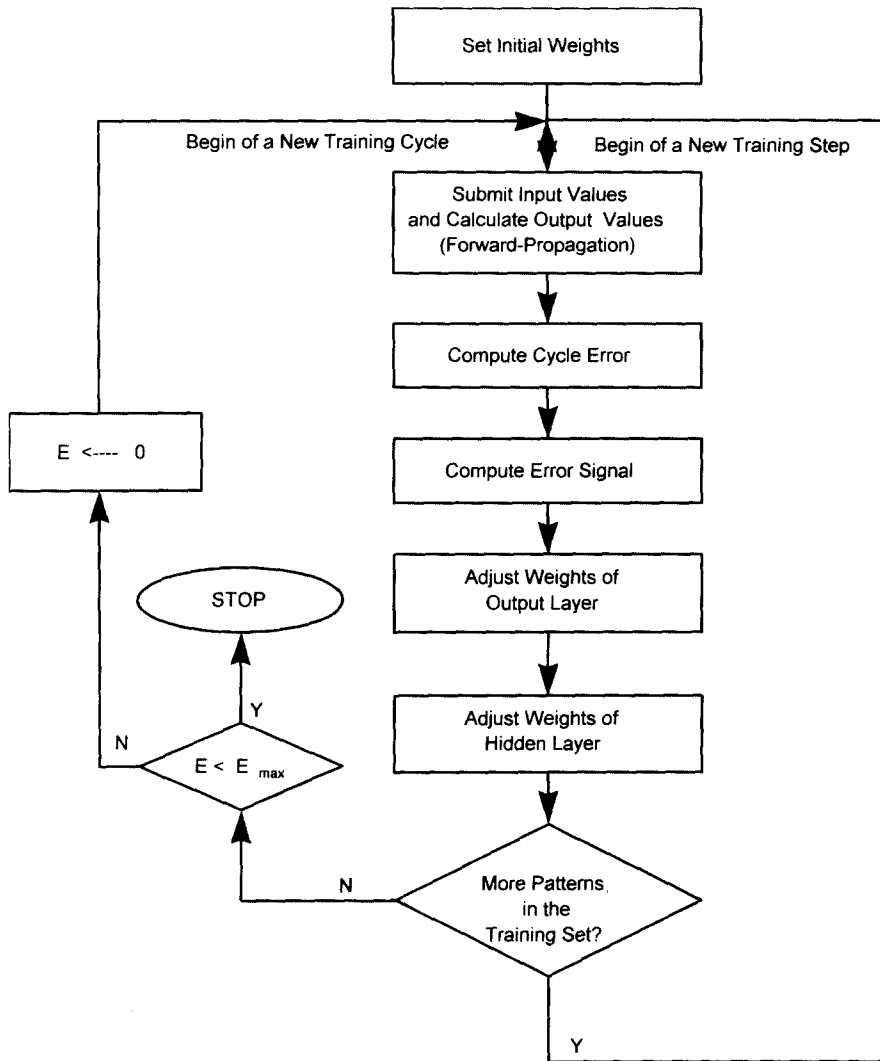 Set Initial Weights
Begin of a New Training Cycle
Begin of a New Training Step
Submit Input Values
and Calculate Output Values
(Forward-Propagation)
Compute Cycle Error
E <---- 0
Compute Error Signal
Adjust Weights of
Output Layer
STOP
Y
Adjust Weights of
Hidden Layer
N
E < E max
N
More Patterns
in the
Training Set?
Y